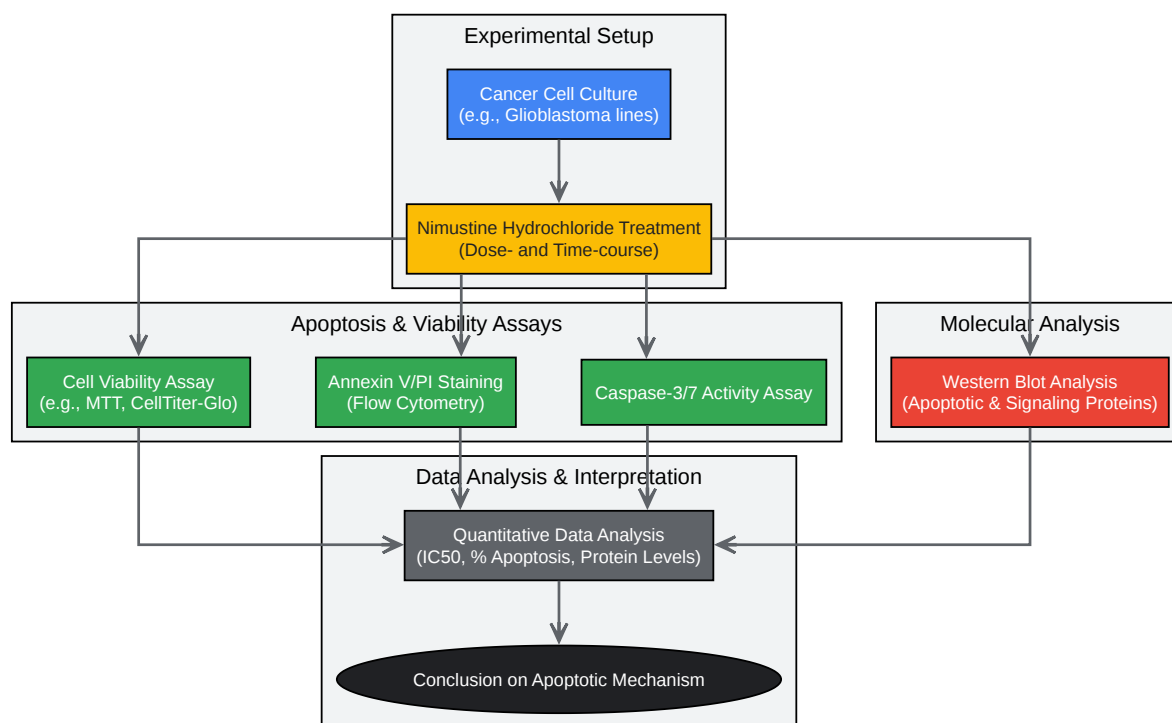 Experimental Setup
Cancer Cell Culture
(e.g., Glioblastoma lines)
Nimustine Hydrochloride Treatment
(Dose- and Time-course)
Apoptosis & Viability Assays
Cell Viability Assay
(e.g., MTT, CellTiter-Glo)
Annexin V/PI Staining
(Flow Cytometry)
Caspase-3/7 Activity Assay
Molecular Analysis
Western Blot Analysis
(Apoptotic & Signaling Proteins)
Data Analysis & Interpretation
Quantitative Data Analysis
(IC50, % Apoptosis, Protein Levels)
Conclusion on Apoptotic Mechanism